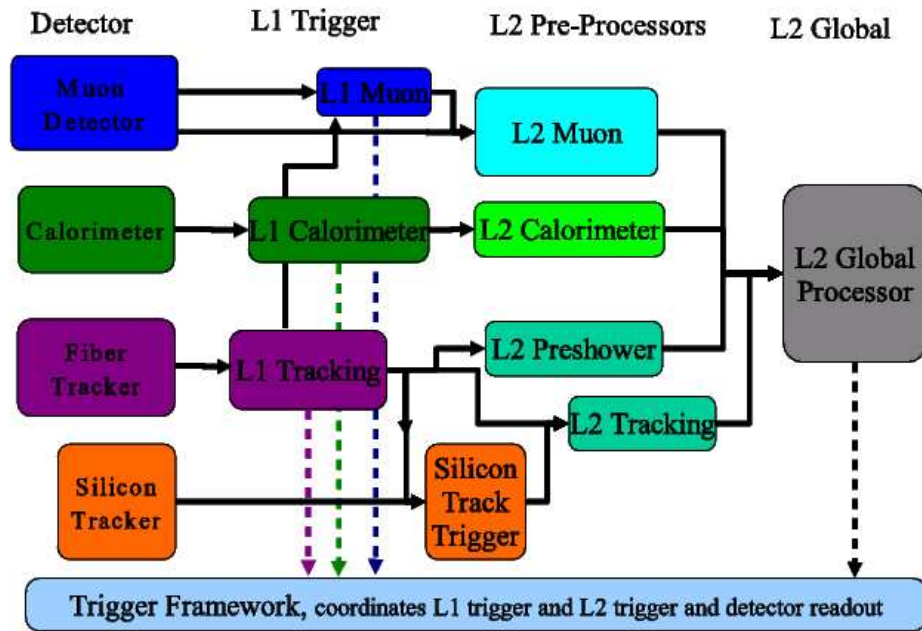 Detector
L1 Trigger
L2 Pre-Processors
L2 Global
Muon
Detector
L1 Muon
L2 Muon
Calorimeter
L1 Calorimeter
L2 Calorimeter
L2 Global
Processor
Fiber
Tracker
L1 Tracking
L2 Preshower
L2 Tracking
Silicon
Tracker
Silicon
Track
Trigger
Trigger Framework, coordinates L1 trigger and L2 trigger and detector readout